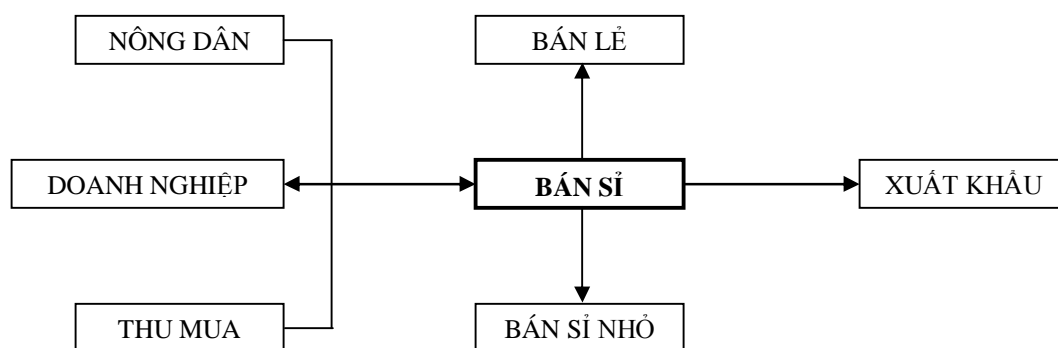 NÔNG DÂN
BÁN LẺ
DOANH NGHIỆP
BÁN SỈ
XUẤT KHẨU
THU MUA
BÁN SỈ NHỎ